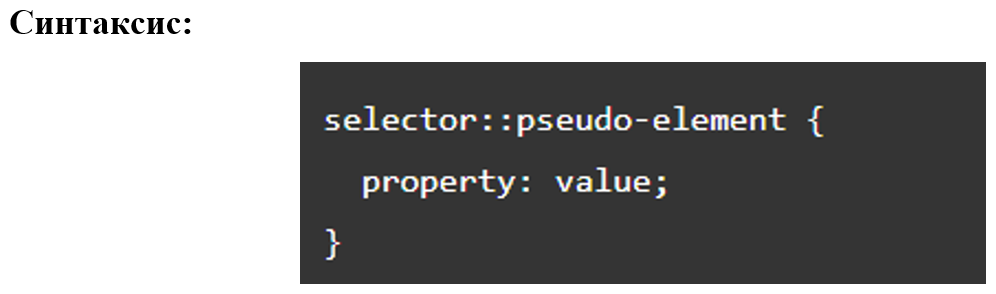 Синтаксис:
selector::pseudo-element {
  property: value;
}